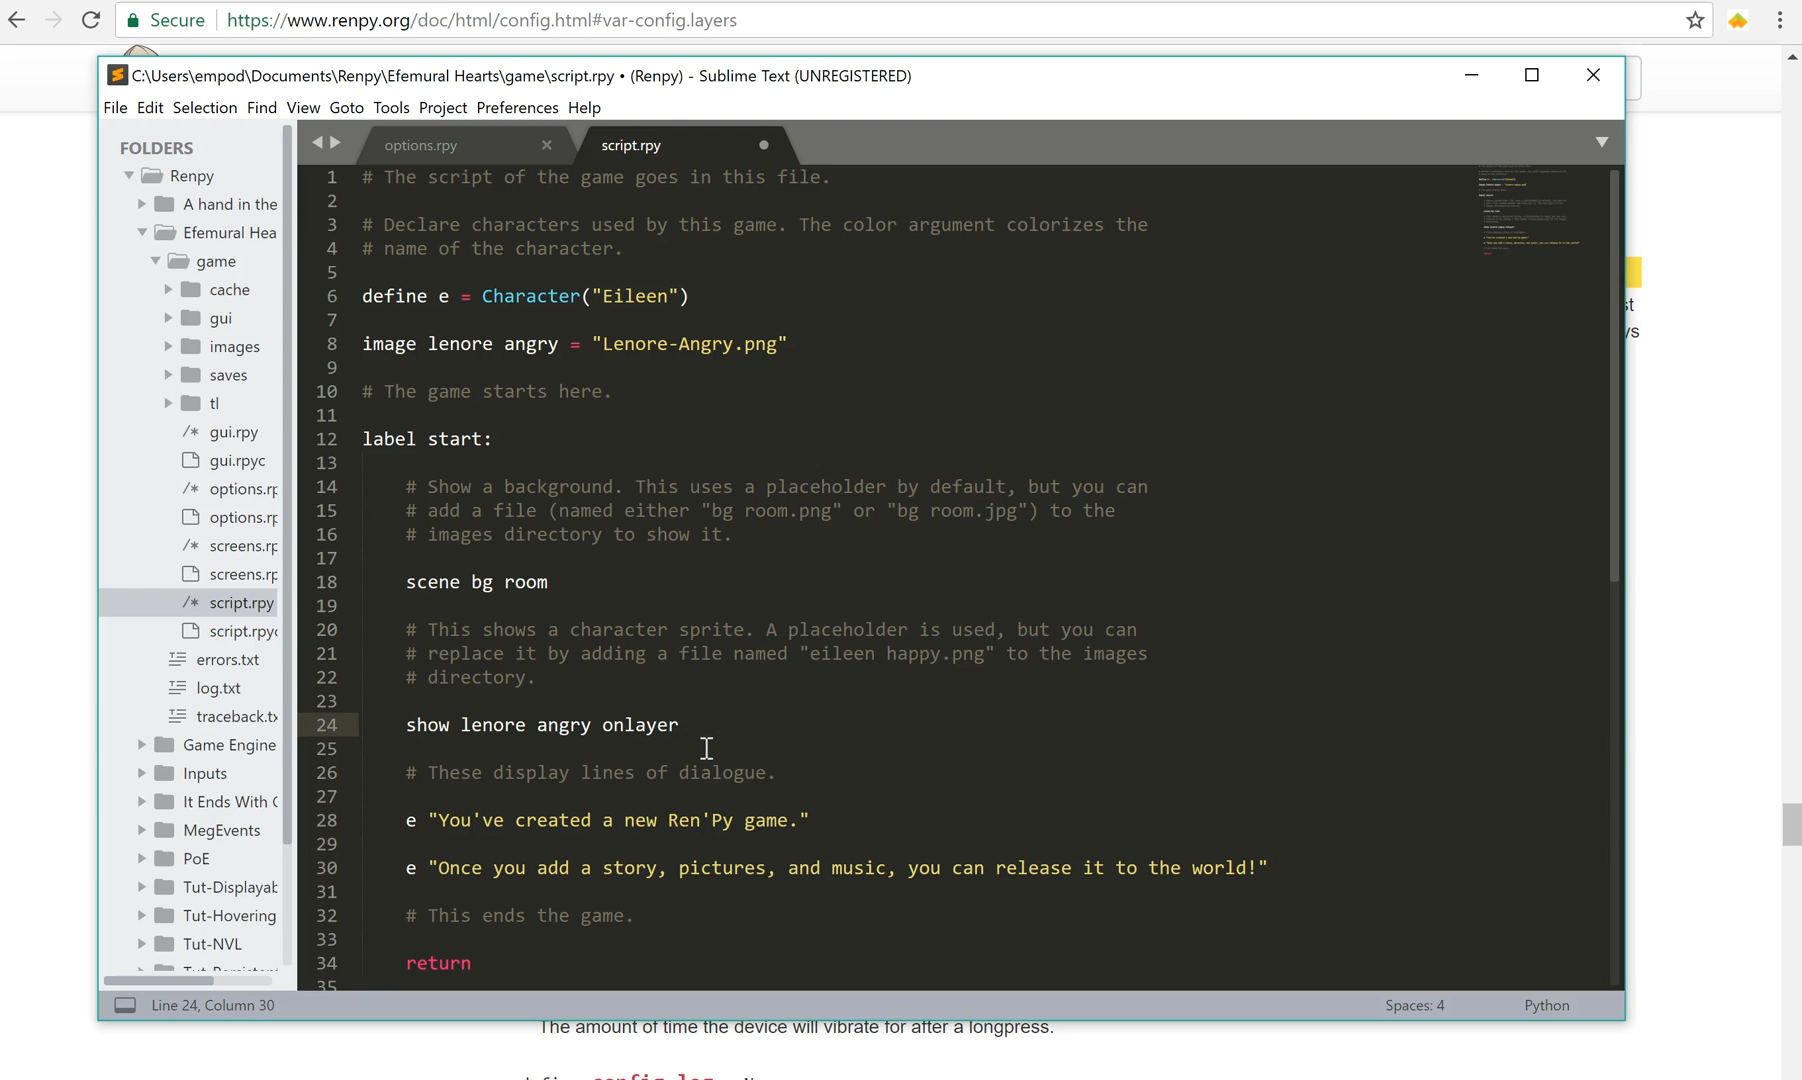 Secure https://www.renpy.org/doc/html/config.html#var-config.layers
C:\Users\empod\Documents\Renpy\Efemural Hearts\game\script.rpy • (Renpy) - Sublime Text (UNREGISTERED)
File Edit Selection Find View Goto Tools Project Preferences Help
FOLDERS
Renpy
A hand in the
Efemural Hea
game
cache
gui
images
saves
tl
/* gui.rpy
gui.rpyc
/* options.rp
options.rp
/* screens.rp
screens.rp
/* script.rpy
script.rpyc
errors.txt
log.txt
traceback.tx
Game Engine
Inputs
It Ends With
MegEvents
PoE
Tut-Displayab
Tut-Hovering
Tut-NVL
options.rpy × script.rpy
1 # The script of the game goes in this file.
2
3 # Declare characters used by this game. The color argument colorizes the
4 # name of the character.
5
6 define e = Character("Eileen")
7
8 image lenore angry = "Lenore-Angry.png"
9
10 # The game starts here.
11
12 label start:
13
14 # Show a background. This uses a placeholder by default, but you can
15 # add a file (named either "bg room.png" or "bg room.jpg") to the
16 # images directory to show it.
17
18 scene bg room
19
20 # This shows a character sprite. A placeholder is used, but you can
21 # replace it by adding a file named "eileen happy.png" to the images
22 # directory.
23
24 show lenore angry onlayer
25
26 # These display lines of dialogue.
27
28 e "You've created a new Ren'Py game."
29
30 e "Once you add a story, pictures, and music, you can release it to the world!"
31
32 # This ends the game.
33
34 return
35
st
ys
Line 24, Column 30 Spaces: 4 Python
The amount of time the device will vibrate for after a longpress.